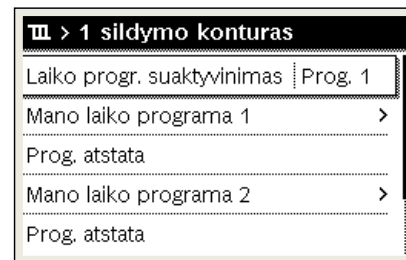 > 1 sildymo konturas
Laiko progr. suaktyvinimas Prog. 1
Mano laiko programa 1 >
Prog. atstata
Mano laiko programa 2 >
Prog. atstata